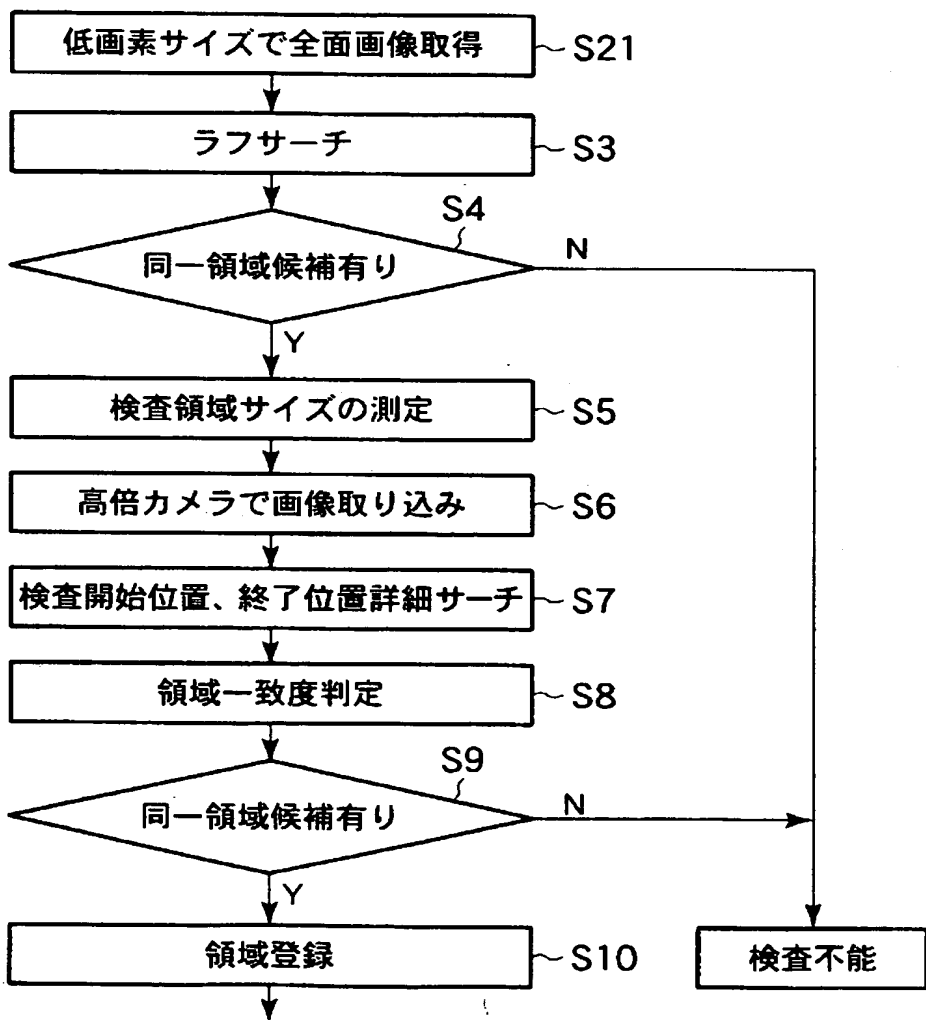 低画素サイズで全面画像取得 S21
ラフサーチ S3
S4
同一領域候補有り N
Y
検査領域サイズの測定 S5
高倍カメラで画像取り込み S6
検査開始位置、終了位置詳細サーチ S7
領域一致度判定 S8
S9
同一領域候補有り N
Y
領域登録 S10 検査不能